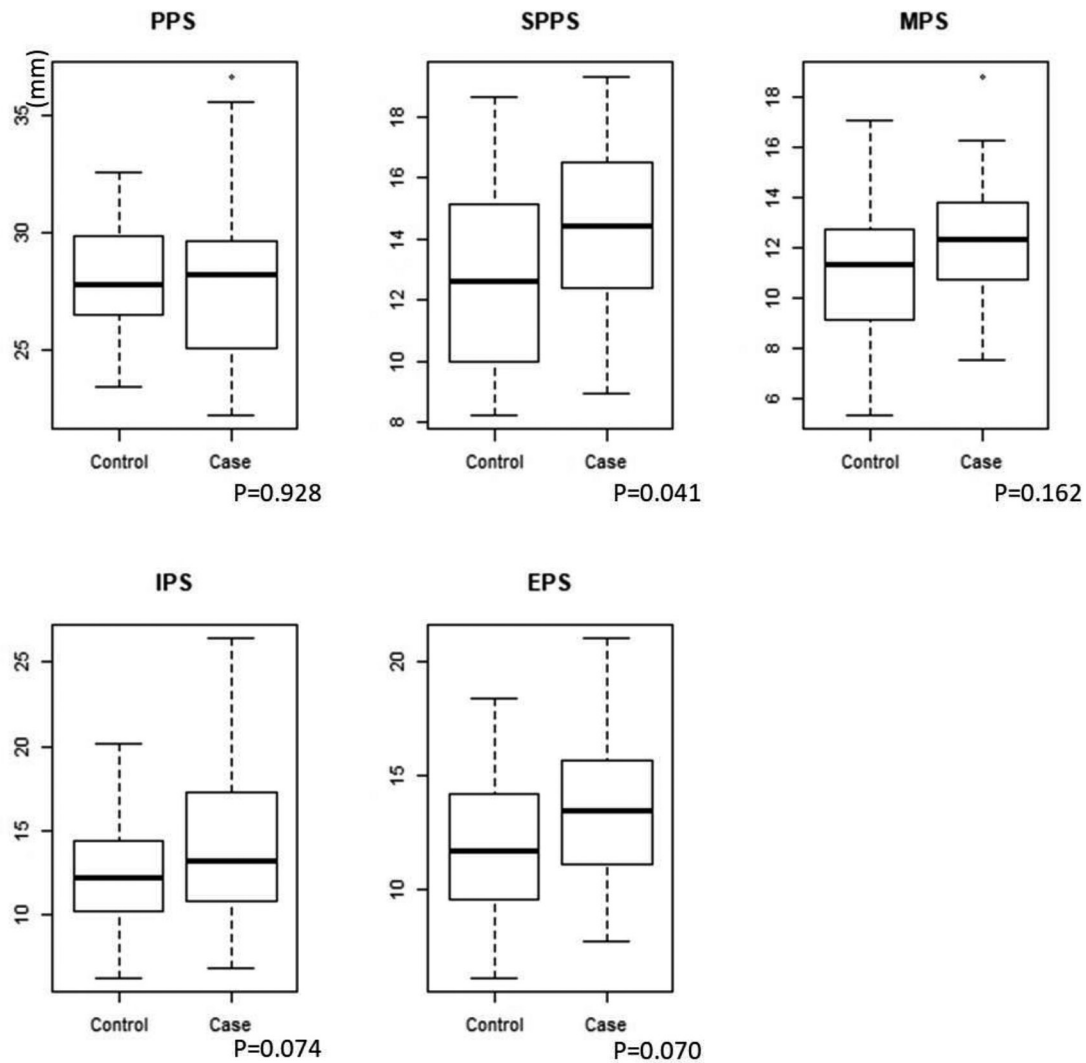 PPS
(mm)
35
30
25
Control Case
P=0.928
SPPS
18
16
14
12
10
8
Control Case
P=0.041
MPS
18
16
14
12
10
8
6
Control Case
P=0.162
IPS
25
20
15
10
Control Case
P=0.074
EPS
20
15
10
Control Case
P=0.070